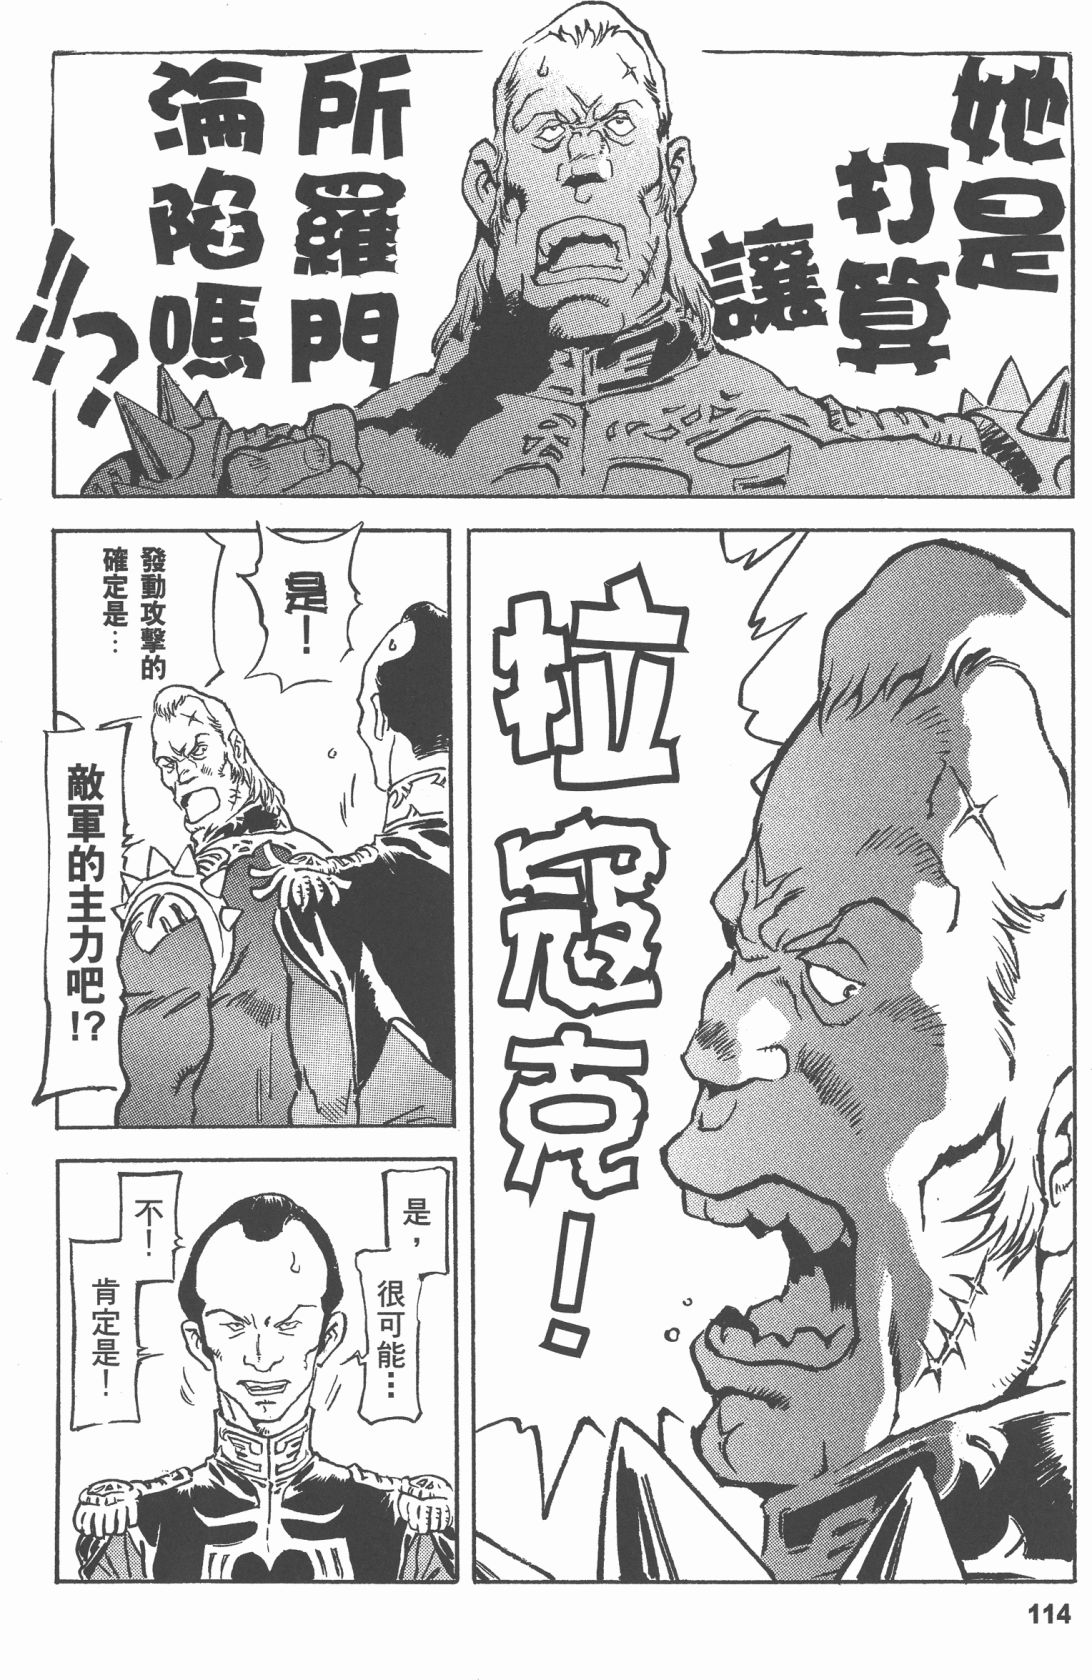 她是
打算
讓
所羅門
淪陷嗎
!!!?
拉寇克！
是！
發動攻擊的
確定是…
敵軍的主力吧!?
是，
很可能…
不！
肯定是！
114